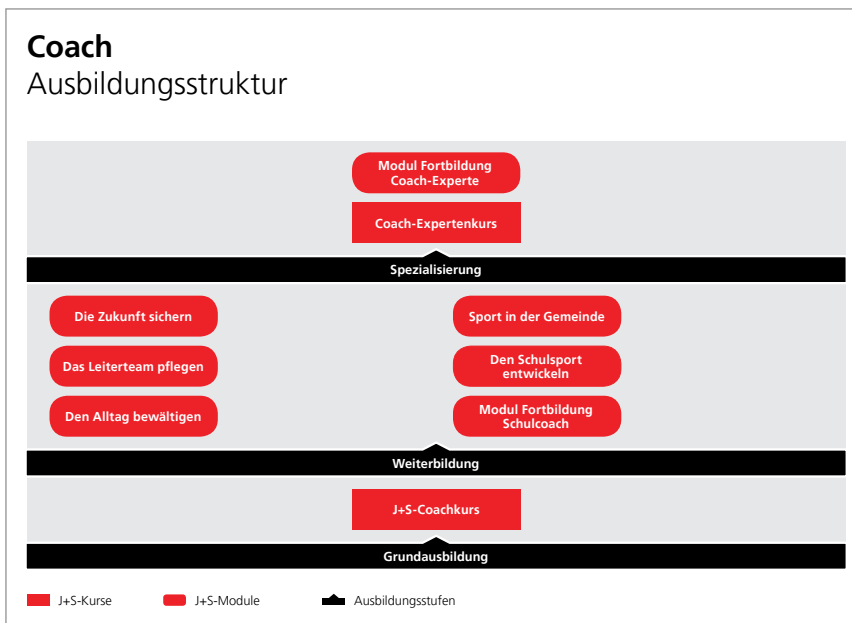 Coach
Ausbildungsstruktur
Modul Fortbildung
Coach-Experte
Coach-Expertenkurs
Spezialisierung
Die Zukunft sichern
Sport in der Gemeinde
Das Leiterteam pflegen
Den Schulsport
entwickeln
Den Alltag bewältigen
Modul Fortbildung
Schulcoach
Weiterbildung
J+S-Coachkurs
Grundausbildung
J+S-Kurse
J+S-Module
Ausbildungsstufen